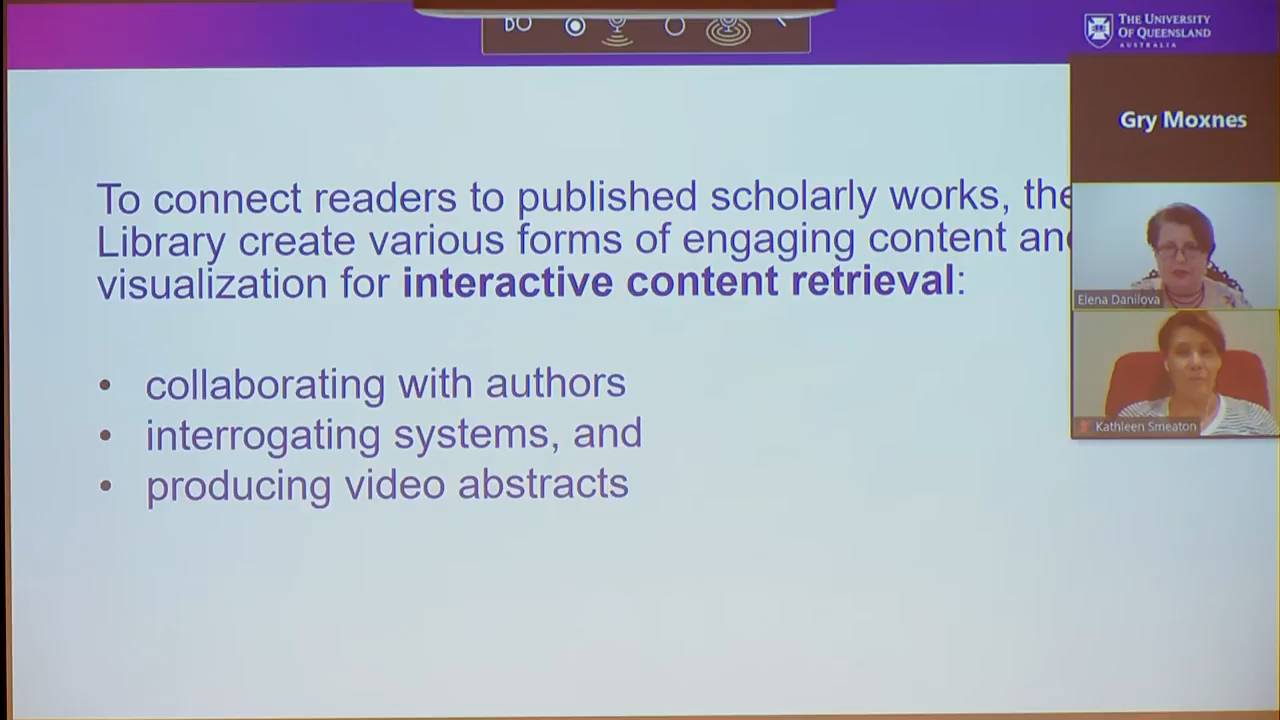 DO
THE UNIVERSITY
OF QUEENSLAND
AUSTRALIA
Gry Moxnes
To connect readers to published scholarly works, the
Library create various forms of engaging content and
visualization for interactive content retrieval:
• collaborating with authors
• interrogating systems, and
• producing video abstracts
Elena Danilova
Kathleen Smeaton